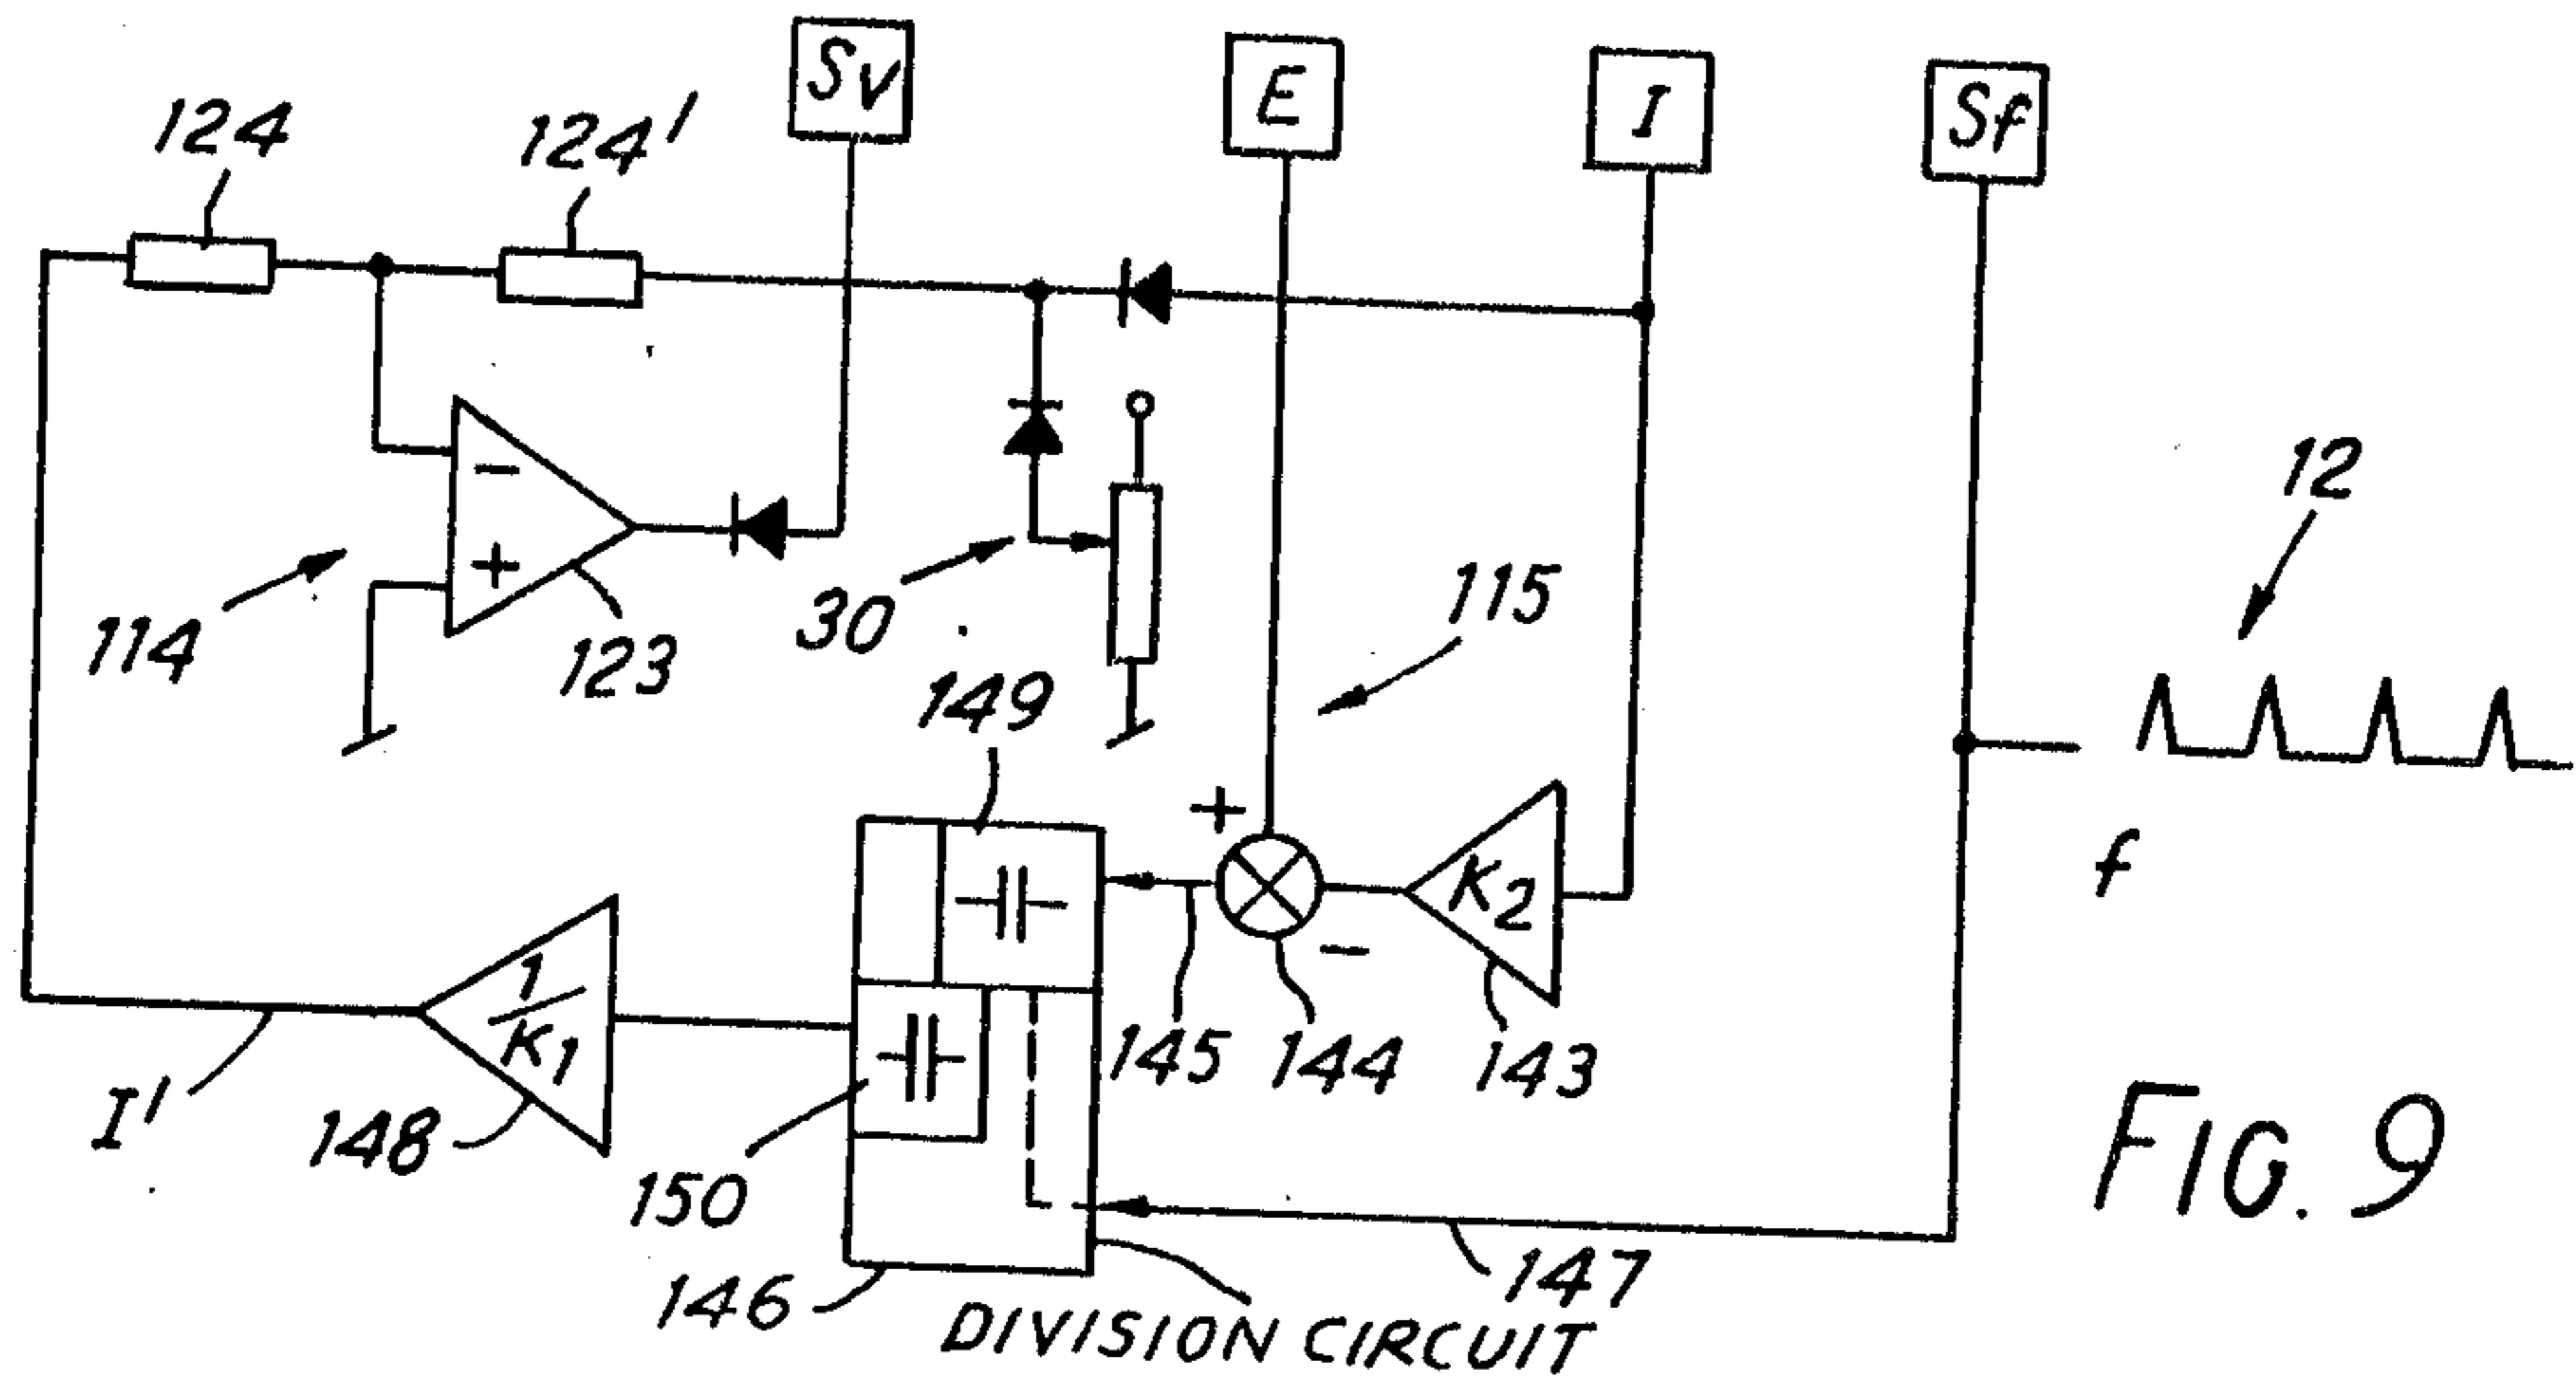 Sv
E
I
Sf
124
124'
12
−
+
114
123
30
115
149
+
K2
f
−
1/K1
145
144
143
I'
148
150
147
146
DIVISION CIRCUIT
FIG. 9